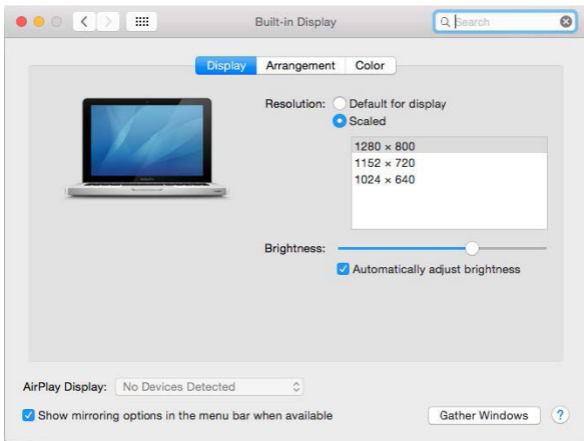 Built-in Display
Search
Display Arrangement Color
Resolution: Default for display
Scaled
1280 × 800
1152 × 720
1024 × 640
Brightness:
Automatically adjust brightness
AirPlay Display: No Devices Detected
Show mirroring options in the menu bar when available
Gather Windows ?